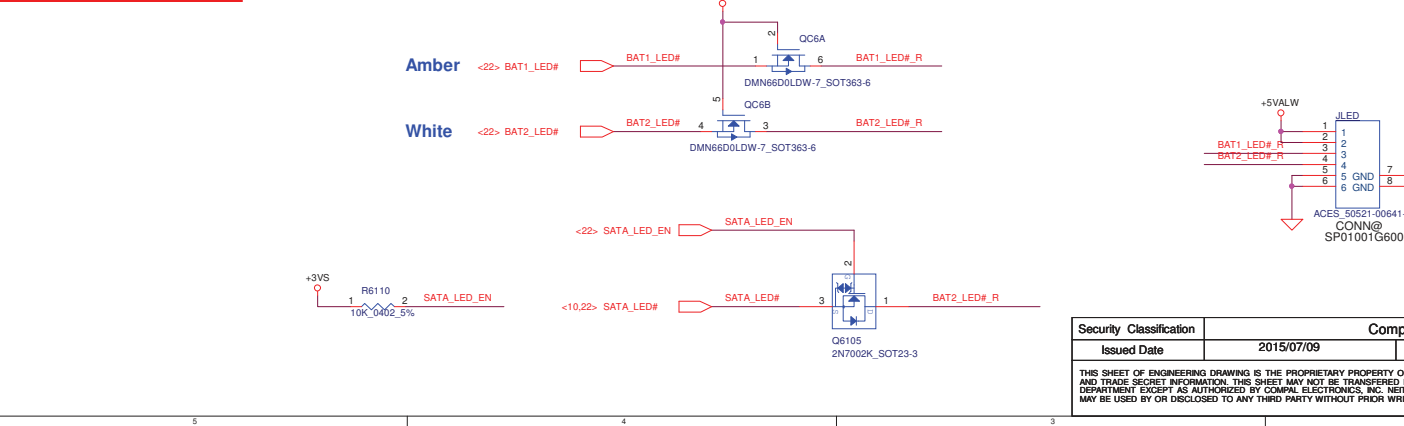 2
QC6A
Amber <22> BAT1_LED# BAT1_LED# 1 6 BAT1_LED#_R
DMN66D0LDW-7_SOT363-6
5
QC6B
White <22> BAT2_LED# BAT2_LED# 4 3 BAT2_LED#_R
DMN66D0LDW-7_SOT363-6
+5VALW
JLED
1 1
2 2
BAT1_LED#_R 3 3
BAT2_LED#_R 4 4
5 5 GND 7
6 6 GND 8
ACES_50521-00641-
CONN@
SP01001G600
<22> SATA_LED_EN SATA_LED_EN
2
G
+3VS
R6110
1 2 SATA_LED_EN
10K_0402_5%
<10,22> SATA_LED# SATA_LED# 3 1 BAT2_LED#_R
S D
Q6105
2N7002K_SOT23-3
Security Classification Comp
Issued Date 2015/07/09
THIS SHEET OF ENGINEERING DRAWING IS THE PROPRIETARY PROPERTY O
AND TRADE SECRET INFORMATION. THIS SHEET MAY NOT BE TRANSFERED
DEPARTMENT EXCEPT AS AUTHORIZED BY COMPAL ELECTRONICS, INC. NEI
MAY BE USED BY OR DISCLOSED TO ANY THIRD PARTY WITHOUT PRIOR WRI
5 4 3